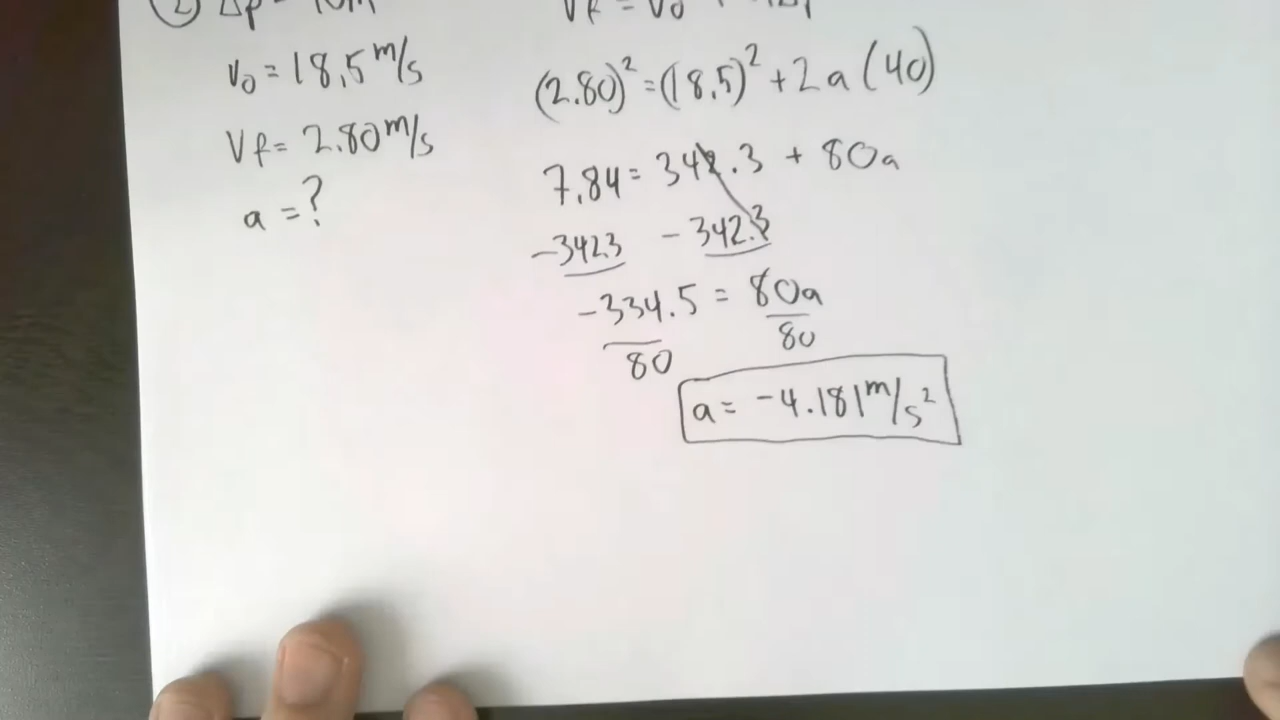 v₀ = 18.5 m/s
Vf = 2.80 m/s
a = ?
(2.80)² = (18.5)² + 2a (40)
7.84 = 342.3 + 80a
-342.3 - 342.3
-334.5 = 80a
80 80
a = -4.181 m/s²